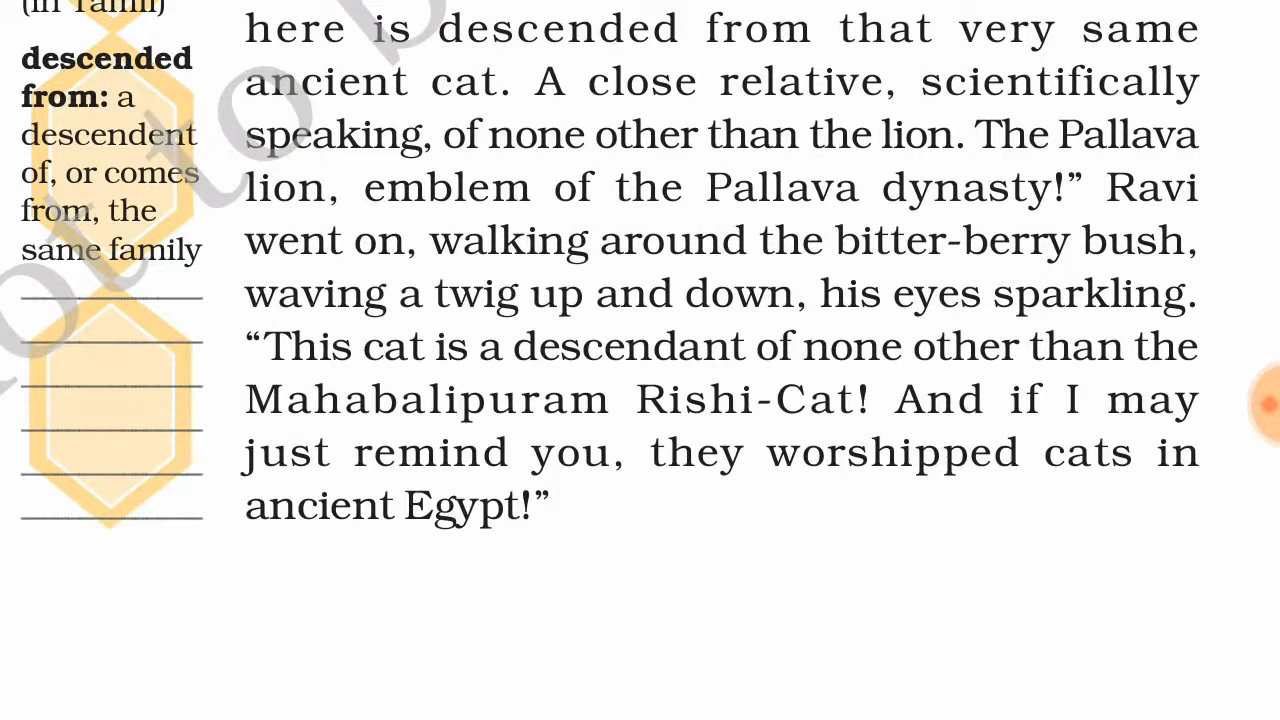 (in Tamil)
descended
from: a
descendent
of, or comes
from, the
same family
here is descended from that very same
ancient cat. A close relative, scientifically
speaking, of none other than the lion. The Pallava
lion, emblem of the Pallava dynasty!” Ravi
went on, walking around the bitter-berry bush,
waving a twig up and down, his eyes sparkling.
“This cat is a descendant of none other than the
Mahabalipuram Rishi-Cat! And if I may
just remind you, they worshipped cats in
ancient Egypt!”
to b